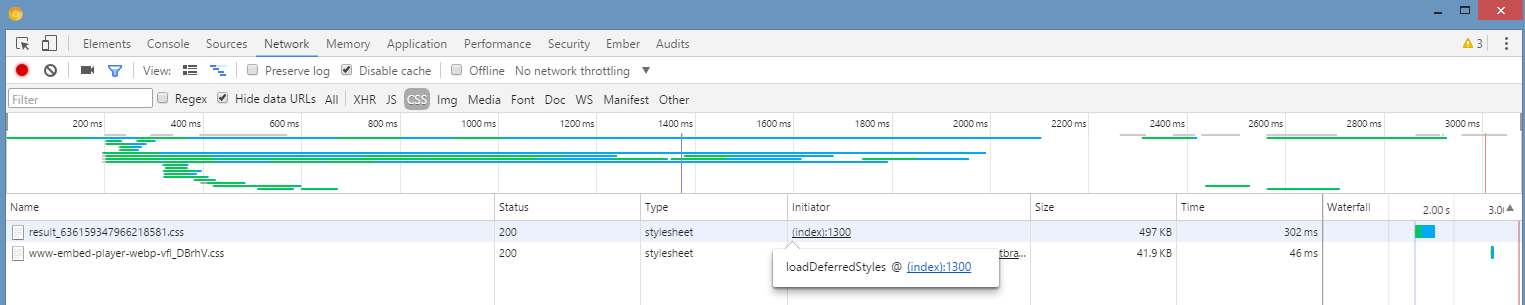 Elements Console Sources Network Memory Application Performance Security Ember Audits 3
View: Preserve log Disable cache Offline No network throttling
Filter Regex Hide data URLs All XHR JS CSS Img Media Font Doc WS Manifest Other
200 ms 400 ms 600 ms 800 ms 1000 ms 1200 ms 1400 ms 1600 ms 1800 ms 2000 ms 2200 ms 2400 ms 2600 ms 2800 ms 3000 ms
Name Status Type Initiator Size Time Waterfall 2.00 s 3.0
result_636159347966218581.css 200 stylesheet (index):1300 497 KB 302 ms
www-embed-player-webp-vfl_DBrhV.css 200 stylesheet tbra... 41.9 KB 46 ms
loadDeferredStyles @ (index):1300